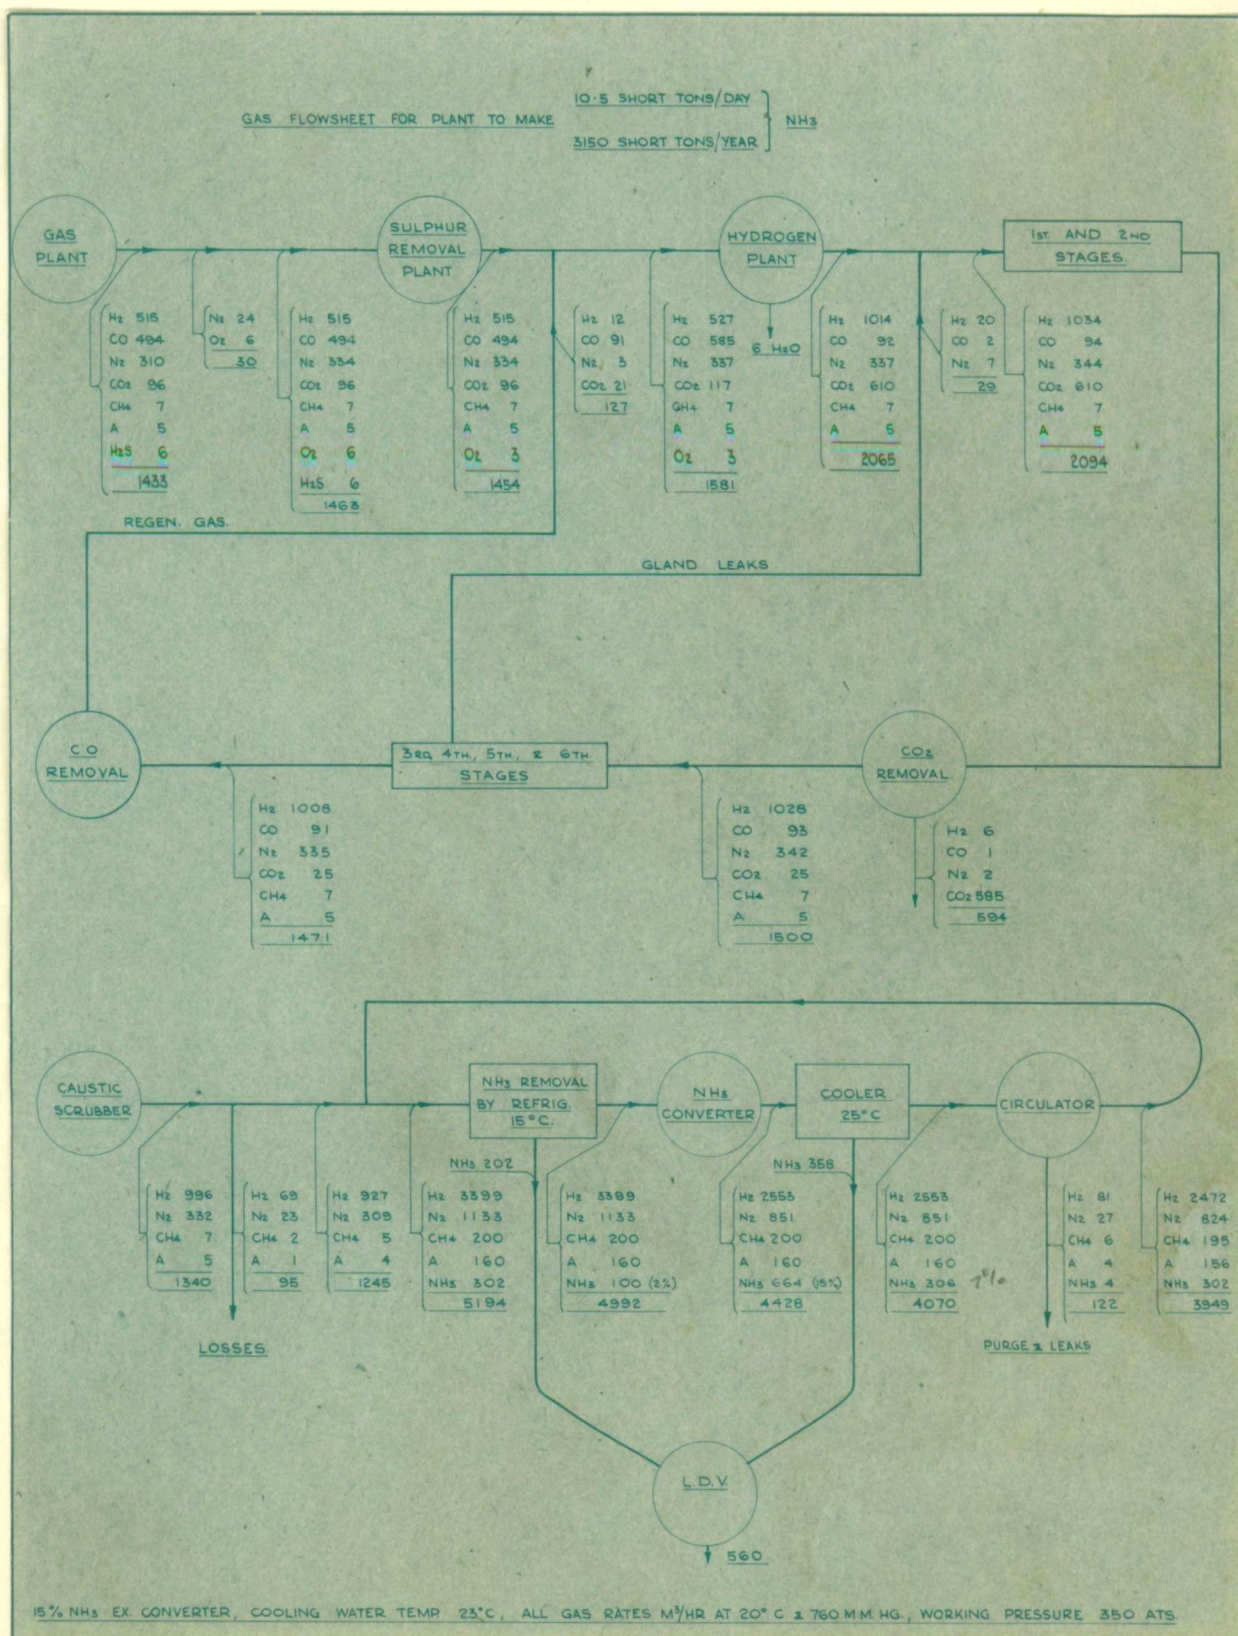 GAS FLOWSHEET FOR PLANT TO MAKE
10·5 SHORT TONS/DAY
3150 SHORT TONS/YEAR
NH3
GAS
PLANT
SULPHUR
REMOVAL
PLANT
HYDROGEN
PLANT
1ST. AND 2ND
STAGES.
H2 515
CO 494
N2 310
CO2 96
CH4 7
A 5
H2S 6
1433
N2 24
O2 6
30
H2 515
CO 494
N2 334
CO2 96
CH4 7
A 5
O2 6
H2S 6
1463
H2 515
CO 494
N2 334
CO2 96
CH4 7
A 5
O2 3
1454
H2 12
CO 91
N2 3
CO2 21
127
H2 527
CO 585
N2 337
CO2 117
CH4 7
A 5
O2 3
1581
6 H2O
H2 1014
CO 92
N2 337
CO2 610
CH4 7
A 5
2065
H2 20
CO 2
N2 7
29
H2 1034
CO 94
N2 344
CO2 610
CH4 7
A 5
2094
REGEN. GAS.
GLAND LEAKS
CO
REMOVAL
3RD, 4TH., 5TH., & 6TH.
STAGES
CO2
REMOVAL
H2 1008
CO 91
N2 335
CO2 25
CH4 7
A 5
1471
H2 1028
CO 93
N2 342
CO2 25
CH4 7
A 5
1500
H2 6
CO 1
N2 2
CO2 585
594
CAUSTIC
SCRUBBER
NH3 REMOVAL
BY REFRIG.
15°C.
NH3
CONVERTER
COOLER
25°C
CIRCULATOR
NH3 202
NH3 358
H2 996
N2 332
CH4 7
A 5
1340
H2 69
N2 23
CH4 2
A 1
95
H2 927
N2 309
CH4 5
A 4
1245
H2 3399
N2 1133
CH4 200
A 160
NH3 302
5194
H2 3399
N2 1133
CH4 200
A 160
NH3 100 (2%)
4992
H2 2553
N2 851
CH4 200
A 160
NH3 664 (15%)
4428
H2 2553
N2 851
CH4 200
A 160
NH3 306 7%
4070
H2 81
N2 27
CH4 6
A 4
NH3 4
122
H2 2472
N2 824
CH4 195
A 156
NH3 302
3949
LOSSES.
PURGE & LEAKS
L.D.V.
560
15% NH3 EX. CONVERTER, COOLING WATER TEMP. 23°C, ALL GAS RATES M³/HR AT 20° C & 760 M.M. HG., WORKING PRESSURE 350 ATS.